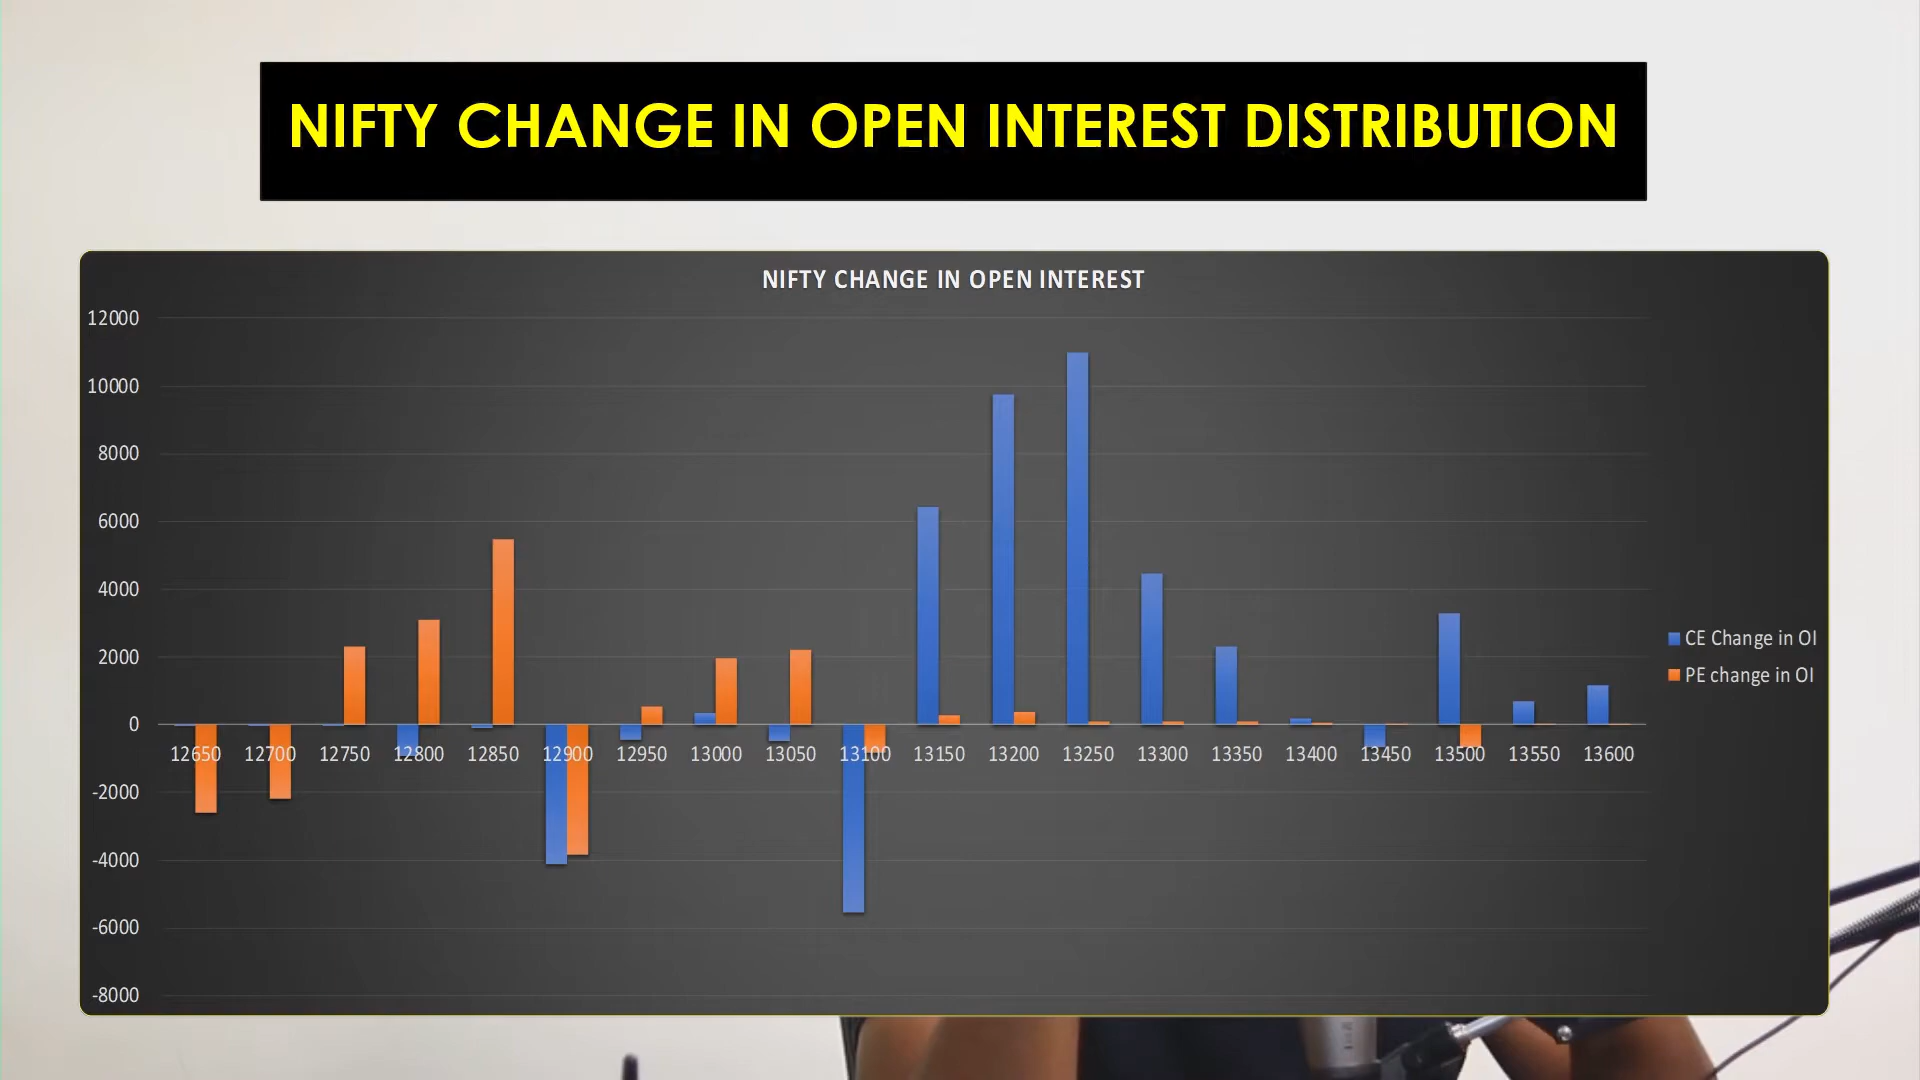 NIFTY CHANGE IN OPEN INTEREST DISTRIBUTION
NIFTY CHANGE IN OPEN INTEREST
12000
10000
8000
6000
4000
2000
0
-2000
-4000
-6000
-8000
12650 12700 12750 12800 12850 12900 12950 13000 13050 13100 13150 13200 13250 13300 13350 13400 13450 13500 13550 13600
CE Change in OI
PE change in OI